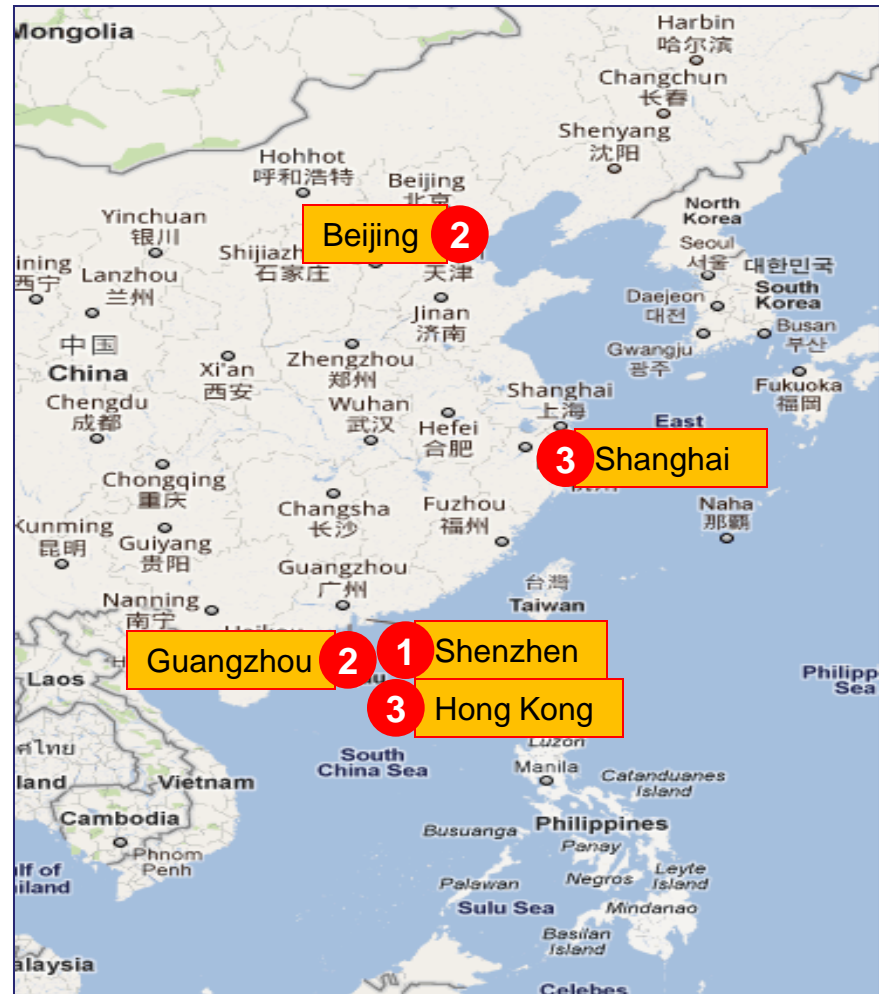 Mongolia
Harbin
哈尔滨
Changchun
长春
Shenyang
沈阳
Hohhot
呼和浩特
Beijing
北京
Yinchuan
银川
Beijing
2
North
Korea
Seoul
서울
대한민국
South
Korea
石家庄
天津
西宁
Lanzhou
兰州
Jinan
济南
Daejeon
대전
Busan
부산
Gwangju
광주
中国
China
Xi'an
西安
Zhengzhou
郑州
Fukuoka
福岡
Chengdu
成都
Wuhan
武汉
Hefei
合肥
Shanghai
上海
East
3
Shanghai
Chongqing
重庆
Changsha
长沙
Fuzhou
福州
Naha
那覇
Kunming
昆明
Guiyang
贵阳
Guangzhou
广州
台灣
Taiwan
Nanning
南宁
Guangzhou
2
1
Shenzhen
3
Hong Kong
Laos
Philipp
Sea
South
China Sea
Luzon
Manila
Catanduanes
Island
Vietnam
Cambodia
Phnom
Penh
Busuanga
Philippines
Panay
Palawan
Negros
Leyte
Island
Sulu Sea
Mindanao
Basilan
Island
alaysia
Celebes